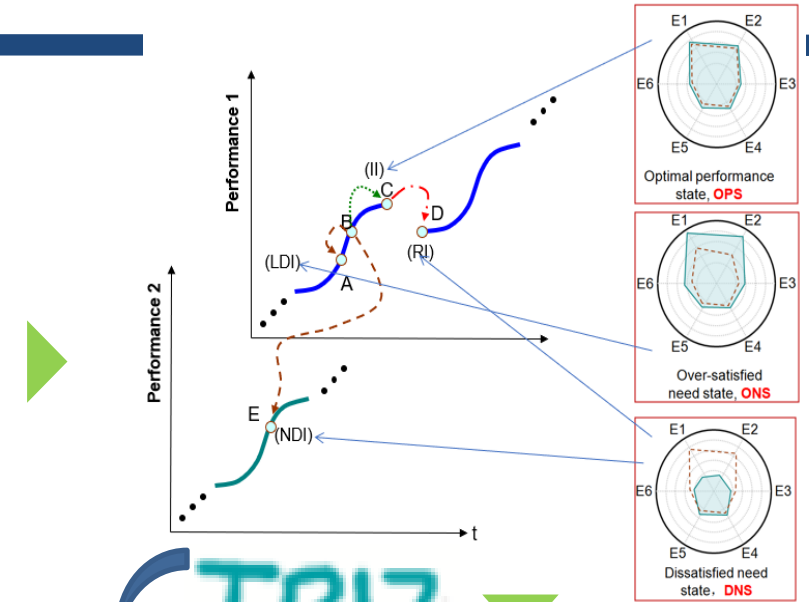 Performance 1
(II)
C
B
D
(RI)
(LDI)
A
Performance 2
E
(NDI)
t
E1 E2
E6 E3
E5 E4
Optimal performance
state, OPS
E1 E2
E6 E3
E5 E4
Over-satisfied
need state, ONS
E1 E2
E6 E3
E5 E4
Dissatisfied need
state，DNS
TRIZ